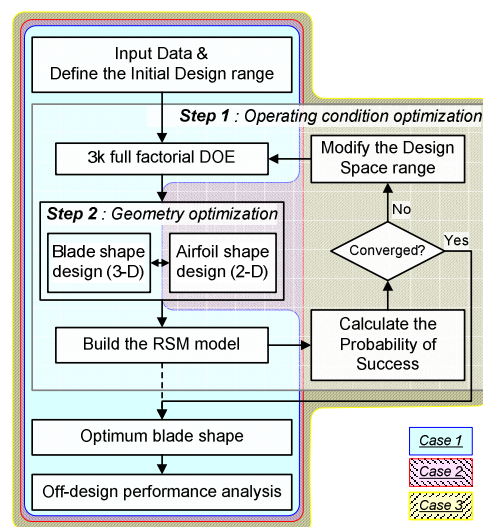 Input Data &
Define the Initial Design range
Step 1 : Operating condition optimization
3k full factorial DOE
Modify the Design
Space range
Step 2 : Geometry optimization
No
Blade shape
design (3-D)
Airfoil shape
design (2-D)
Converged?
Yes
Build the RSM model
Calculate the
Probability of
Success
Optimum blade shape
Case 1
Case 2
Off-design performance analysis
Case 3